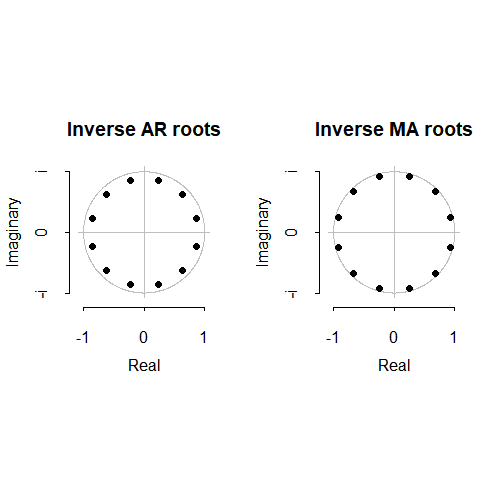 Inverse AR roots
Imaginary
i
0
-i
-1 0 1
Real
Inverse MA roots
Imaginary
i
0
-i
-1 0 1
Real